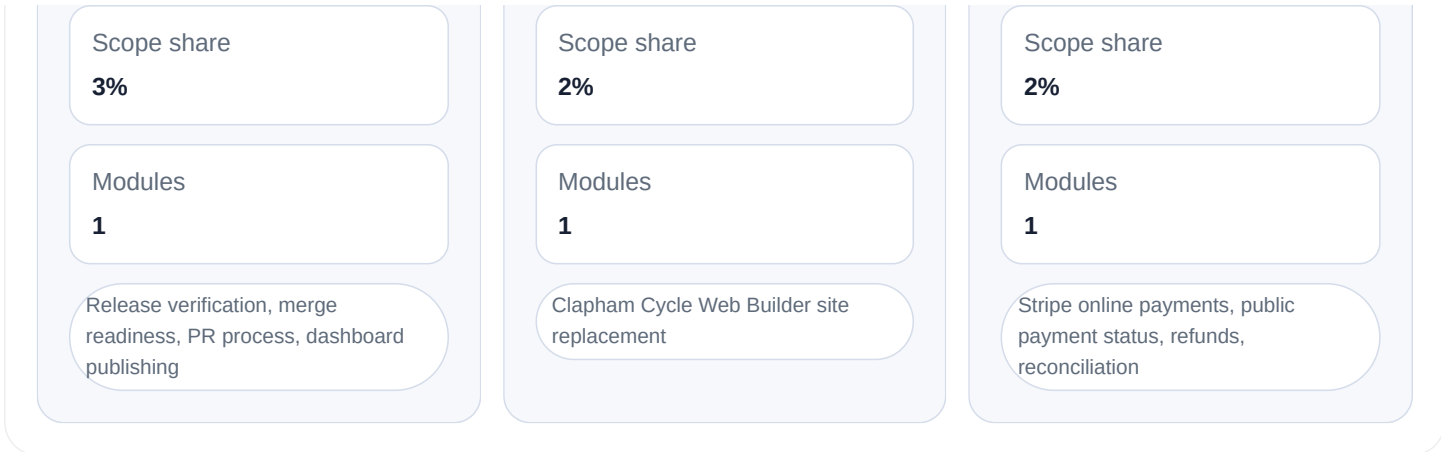 Scope share
3%
Modules
1
Release verification, merge
readiness, PR process, dashboard
publishing
Scope share
2%
Modules
1
Clapham Cycle Web Builder site
replacement
Scope share
2%
Modules
1
Stripe online payments, public
payment status, refunds,
reconciliation